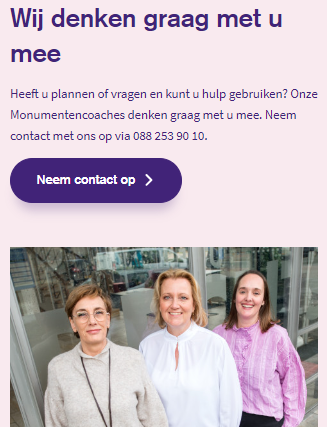 Wij denken graag met u
mee
Heeft u plannen of vragen en kunt u hulp gebruiken? Onze
Monumentencoaches denken graag met u mee. Neem
contact met ons op via 088 253 90 10.
Neem contact op